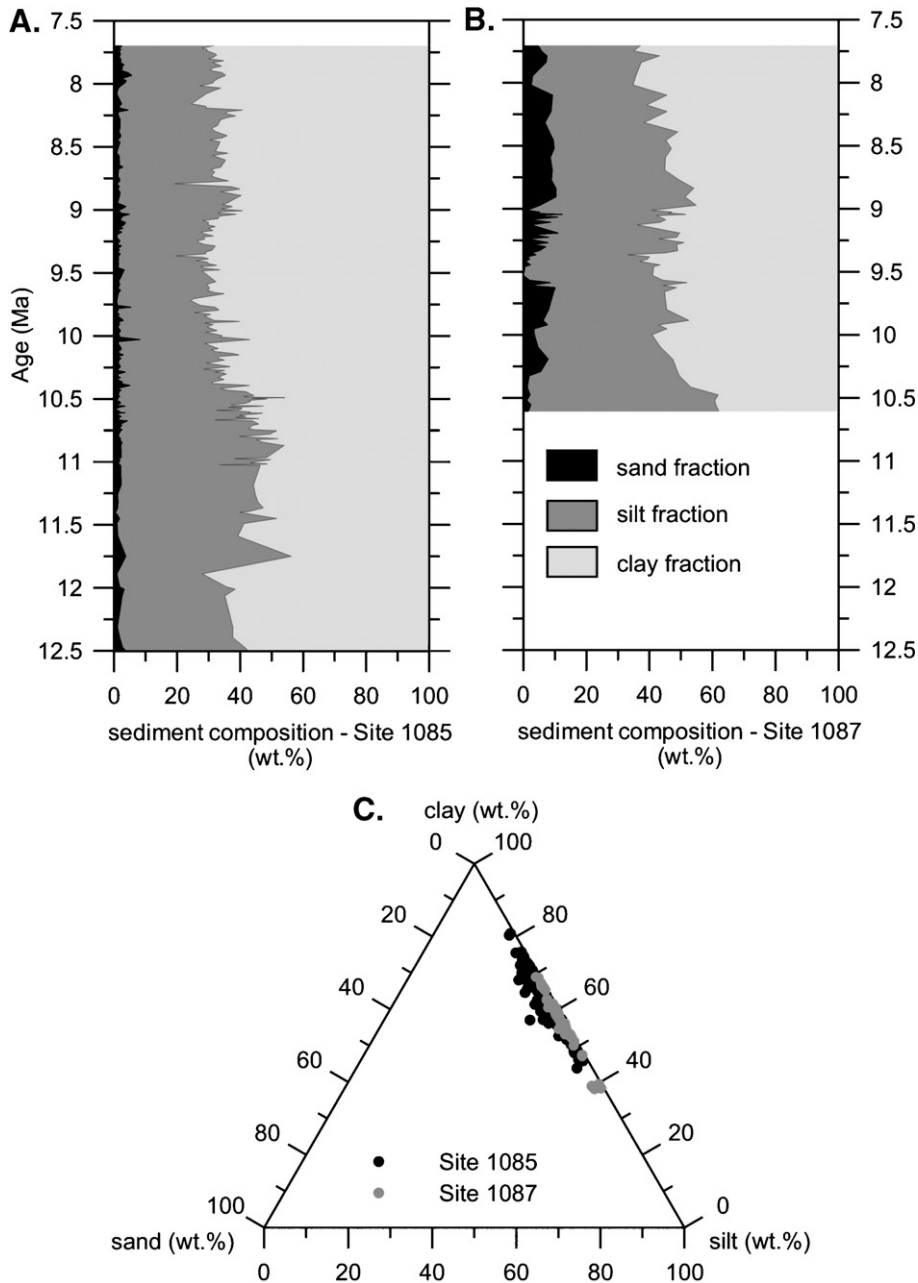 A.
7.5
8
8.5
9
9.5
10
10.5
11
11.5
12
12.5
Age (Ma)
0 20 40 60 80 100
sediment composition - Site 1085
(wt.%)
B.
7.5
8
8.5
9
9.5
10
10.5
11
11.5
12
12.5
sand fraction
silt fraction
clay fraction
0 20 40 60 80 100
sediment composition - Site 1087
(wt.%)
C.
clay (wt.%)
0 100
20 80
40 60
60 40
80 20
100 0
Site 1085
Site 1087
sand (wt.%) silt (wt.%)
0 20 40 60 80 100